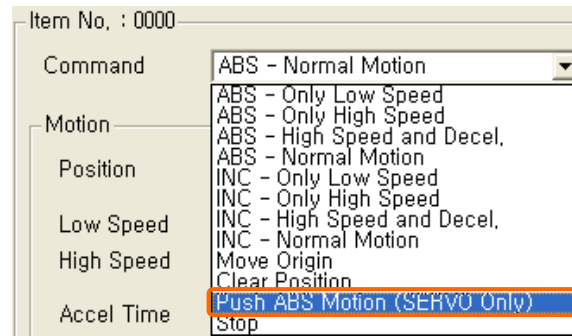 Item No, : 0000
Command
ABS - Normal Motion
ABS - Only Low Speed
ABS - Only High Speed
ABS - High Speed and Decel,
ABS - Normal Motion
INC - Only Low Speed
INC - Only High Speed
INC - High Speed and Decel,
INC - Normal Motion
Move Origin
Clear Position
Push ABS Motion (SERVO Only)
Stop
Motion
Position
Low Speed
High Speed
Accel Time